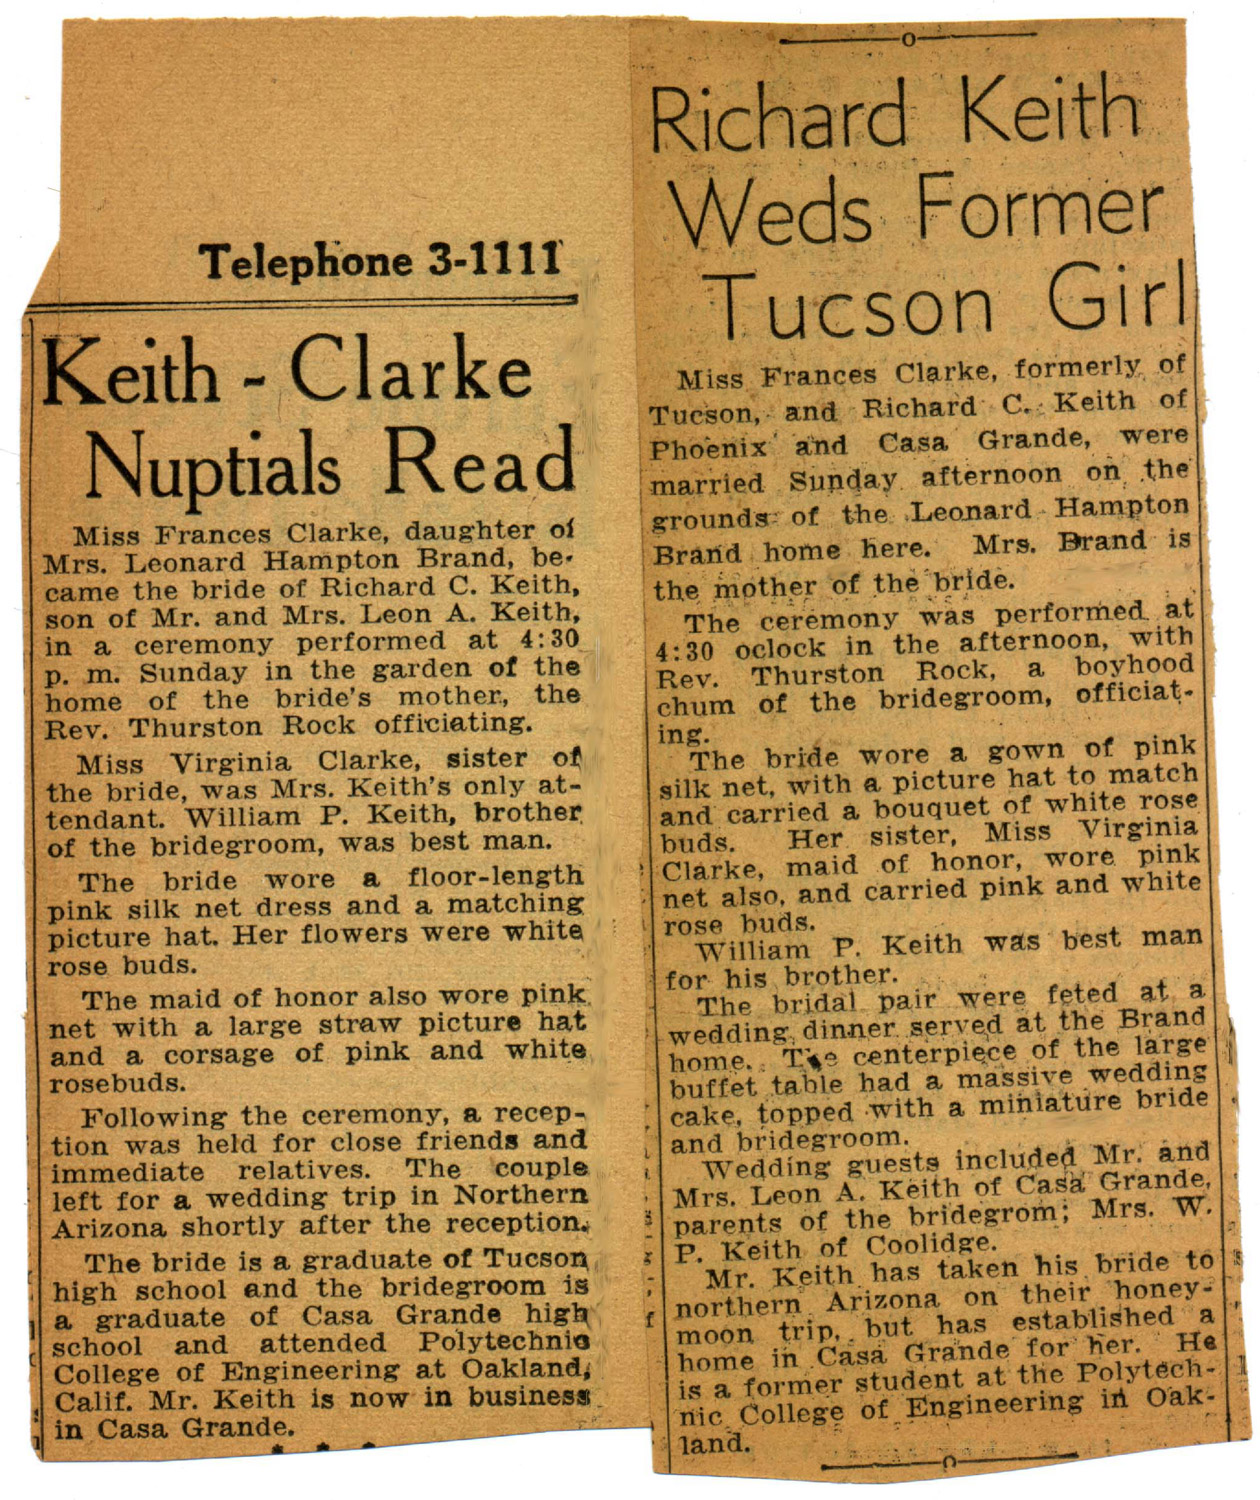 Telephone 3-1111
Keith - Clarke
Nuptials Read
Miss Frances Clarke, daughter of
Mrs. Leonard Hampton Brand, be-
came the bride of Richard C. Keith,
son of Mr. and Mrs. Leon A. Keith,
in a ceremony performed at 4:30
p. m. Sunday in the garden of the
home of the bride's mother, the
Rev. Thurston Rock officiating.
Miss Virginia Clarke, sister of
the bride, was Mrs. Keith's only at-
tendant. William P. Keith, brother
of the bridegroom, was best man.
The bride wore a floor-length
pink silk net dress and a matching
picture hat. Her flowers were white
rose buds.
The maid of honor also wore pink
net with a large straw picture hat
and a corsage of pink and white
rosebuds.
Following the ceremony, a recep-
tion was held for close friends and
immediate relatives. The couple
left for a wedding trip in Northern
Arizona shortly after the reception.
The bride is a graduate of Tucson
high school and the bridegroom is
a graduate of Casa Grande high
school and attended Polytechnic
College of Engineering at Oakland,
Calif. Mr. Keith is now in business
in Casa Grande.
Richard Keith
Weds Former
Tucson Girl
Miss Frances Clarke, formerly of
Tucson, and Richard C. Keith of
Phoenix and Casa Grande, were
married Sunday afternoon on the
grounds of the Leonard Hampton
Brand home here. Mrs. Brand is
the mother of the bride.
The ceremony was performed at
4:30 oclock in the afternoon, with
Rev. Thurston Rock, a boyhood
chum of the bridegroom, officiat-
ing.
The bride wore a gown of pink
silk net, with a picture hat to match
and carried a bouquet of white rose
buds. Her sister, Miss Virginia
Clarke, maid of honor, wore pink
net also, and carried pink and white
rose buds.
William P. Keith was best man
for his brother.
The bridal pair were feted at a
wedding dinner served at the Brand
home. The centerpiece of the large
buffet table had a massive wedding
cake, topped with a miniature bride
and bridegroom.
Wedding guests included Mr. and
Mrs. Leon A. Keith of Casa Grande,
parents of the bridegrom; Mrs. W.
P. Keith of Coolidge.
Mr. Keith has taken his bride to
northern Arizona on their honey-
moon trip, but has established a
home in Casa Grande for her. He
is a former student at the Polytech-
nic College of Engineering in Oak-
land.